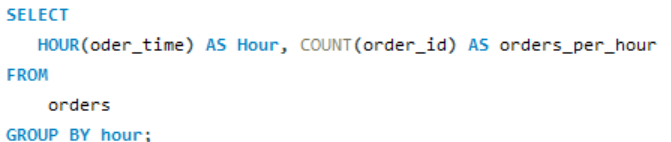 SELECT
HOUR(oder_time) AS Hour, COUNT(order_id) AS orders_per_hour
FROM
orders
GROUP BY hour;